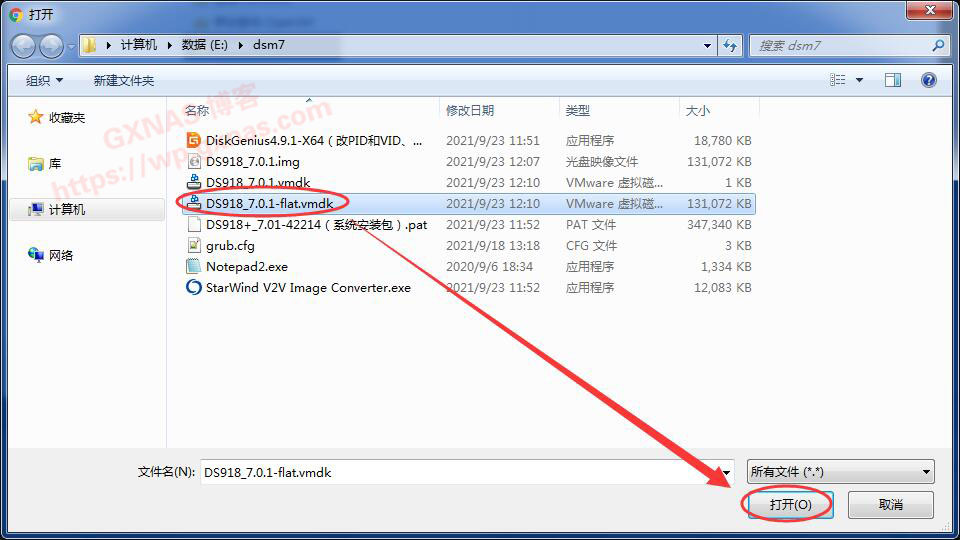 打开
计算机 数据 (E:) dsm7
搜索 dsm7
组织 新建文件夹
收藏夹
库
计算机
网络
名称 修改日期 类型 大小
DiskGenius4.9.1-X64（改PID和VID、... 2021/9/23 11:51 应用程序 18,780 KB
DS918_7.0.1.img 2021/9/23 12:07 光盘映像文件 131,072 KB
DS918_7.0.1.vmdk 2021/9/23 12:10 VMware 虚拟磁... 1 KB
DS918_7.0.1-flat.vmdk 2021/9/23 12:10 VMware 虚拟磁... 131,072 KB
DS918+_7.01-42214（系统安装包）.pat 2021/9/23 11:52 PAT 文件 347,340 KB
grub.cfg 2021/9/18 13:18 CFG 文件 3 KB
Notepad2.exe 2020/9/6 18:34 应用程序 1,334 KB
StarWind V2V Image Converter.exe 2021/9/23 11:52 应用程序 12,083 KB
GXNAS博客
https://wp.gxnas.com
文件名(N): DS918_7.0.1-flat.vmdk 所有文件 (*.*)
打开(O) 取消